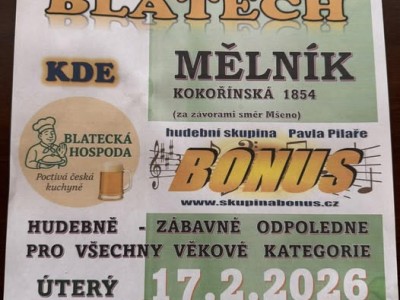 BLATECH
KDE
MĚLNÍK
KOKOŘÍNSKÁ 1854
(za závorami směr Mšeno)
BLATECKÁ
HOSPODA
Poctivá česká
kuchyně
hudební skupina Pavla Pilaře
BONUS
www.skupinabonus.cz
HUDEBNĚ - ZÁBAVNÉ ODPOLEDNE
PRO VŠECHNY VĚKOVÉ KATEGORIE
ÚTERÝ
17.2.2026